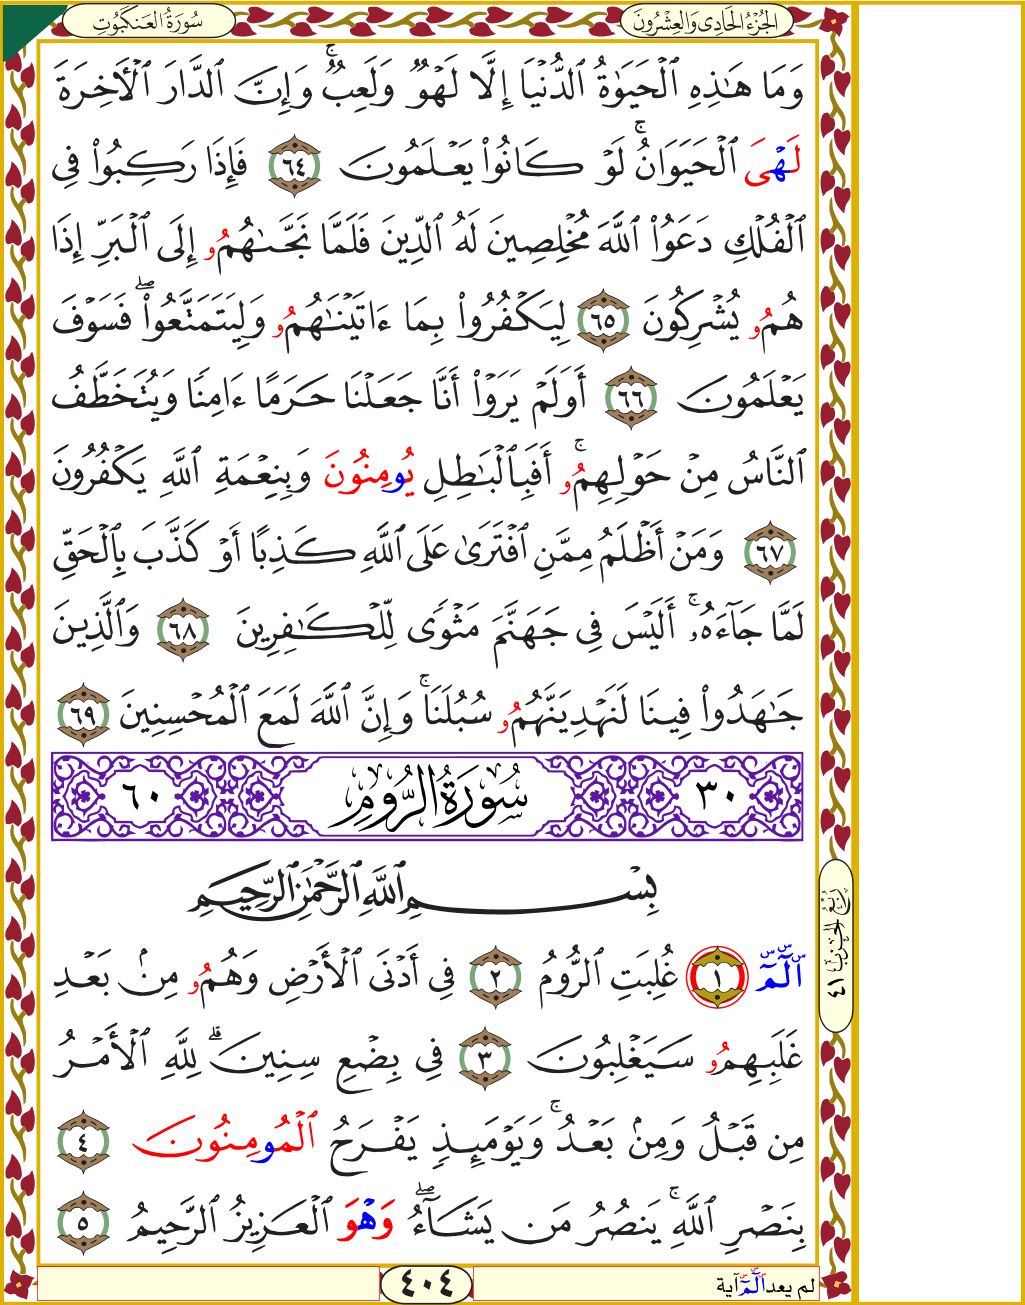 الجُزْءُ الحَادِى وَالعِشْرُونَ
سُورَةُ العَنكَبُوتِ
وَمَا هَٰذِهِ ٱلْحَيَوٰةُ ٱلدُّنْيَا إِلَّا لَهْوٌ وَلَعِبٌۚ وَإِنَّ ٱلدَّارَ ٱلْأَخِرَةَ
لَهْىَ ٱلْحَيَوَانُۚ لَوْ كَانُوا۟ يَعْلَمُونَ ٦٤ فَإِذَا رَكِبُوا۟ فِى
ٱلْفُلْكِ دَعَوُا۟ ٱللَّهَ مُخْلِصِينَ لَهُ ٱلدِّينَ فَلَمَّا نَجَّىٰهُمُو إِلَى ٱلْبَرِّ إِذَا
هُمُو يُشْرِكُونَ ٦٥ لِيَكْفُرُوا۟ بِمَا ءَاتَيْنَٰهُمُو وَلِيَتَمَتَّعُوا۟ۖ فَسَوْفَ
يَعْلَمُونَ ٦٦ أَوَلَمْ يَرَوْا۟ أَنَّا جَعَلْنَا حَرَمًا ءَامِنًا وَيُتَخَطَّفُ
ٱلنَّاسُ مِنْ حَوْلِهِمُوۚ أَفَبِٱلْبَٰطِلِ يُومِنُونَ وَبِنِعْمَةِ ٱللَّهِ يَكْفُرُونَ
٦٧ وَمَنْ أَظْلَمُ مِمَّنِ ٱفْتَرَىٰ عَلَى ٱللَّهِ كَذِبًا أَوْ كَذَّبَ بِٱلْحَقِّ
لَمَّا جَآءَهُۥۚ أَلَيْسَ فِى جَهَنَّمَ مَثْوًى لِّلْكَٰفِرِينَ ٦٨ وَٱلَّذِينَ
جَٰهَدُوا۟ فِينَا لَنَهْدِيَنَّهُمُو سُبُلَنَاۚ وَإِنَّ ٱللَّهَ لَمَعَ ٱلْمُحْسِنِينَ ٦٩
٣٠ سُورَةُ الرُّومِ ٦٠
بِسْمِ ٱللَّهِ ٱلرَّحْمَٰنِ ٱلرَّحِيمِ
الٓمٓ ١ غُلِبَتِ ٱلرُّومُ ٢ فِى أَدْنَى ٱلْأَرْضِ وَهُمُو مِنۢ بَعْدِ
غَلَبِهِمُو سَيَغْلِبُونَ ٣ فِى بِضْعِ سِنِينَۗ لِلَّهِ ٱلْأَمْرُ
مِن قَبْلُ وَمِنۢ بَعْدُۚ وَيَوْمَئِذٍ يَفْرَحُ ٱلْمُومِنُونَ ٤
بِنَصْرِ ٱللَّهِۚ يَنصُرُ مَن يَشَآءُۖ وَهْوَ ٱلْعَزِيزُ ٱلرَّحِيمُ ٥
رُبْعُ الحِزْبِ ٤١
لم يعد الٓمٓ آية
٤٠٤